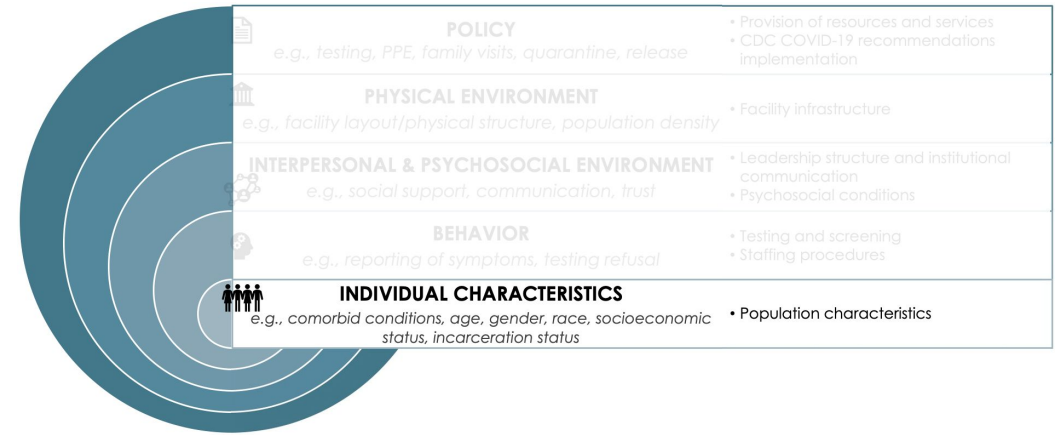 POLICY
e.g., testing, PPE, family visits, quarantine, release
• Provision of resources and services
• CDC COVID-19 recommendations
implementation
PHYSICAL ENVIRONMENT
e.g., facility layout/physical structure, population density
• Facility infrastructure
INTERPERSONAL & PSYCHOSOCIAL ENVIRONMENT
e.g., social support, communication, trust
• Leadership structure and institutional
communication
• Psychosocial conditions
BEHAVIOR
e.g., reporting of symptoms, testing refusal
• Testing and screening
• Staffing procedures
INDIVIDUAL CHARACTERISTICS
e.g., comorbid conditions, age, gender, race, socioeconomic
status, incarceration status
• Population characteristics